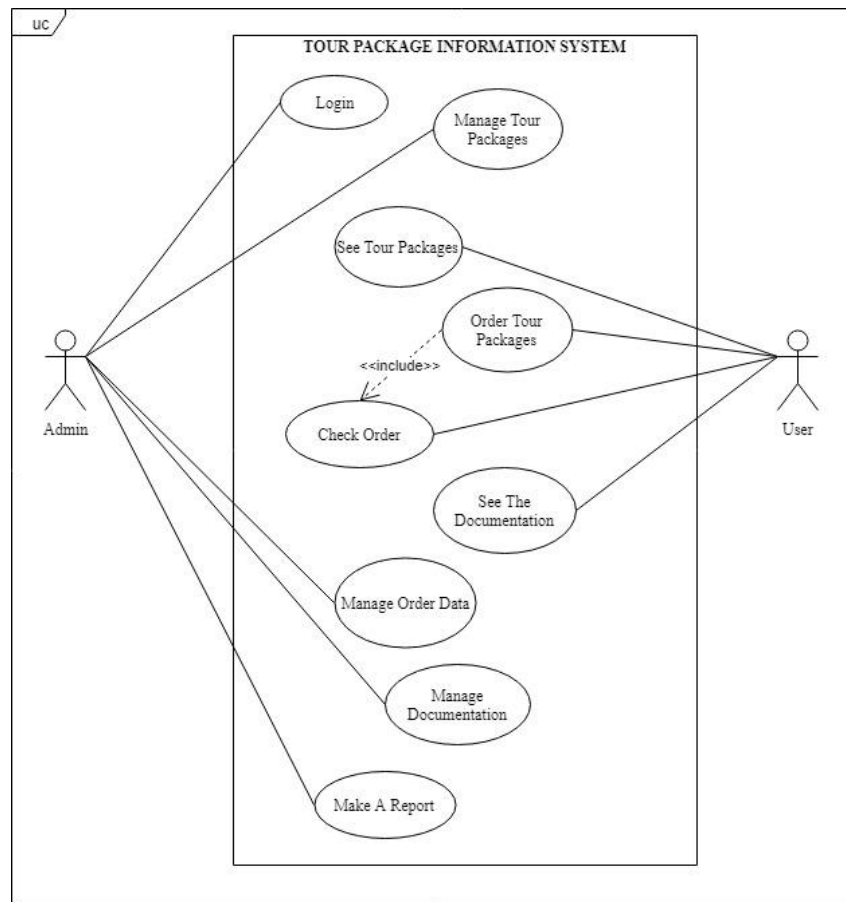 uc
TOUR PACKAGE INFORMATION SYSTEM
Login
Manage Tour
Packages
See Tour Packages
Order Tour
Packages
<<include>>
Check Order
Admin
User
See The
Documentation
Manage Order Data
Manage
Documentation
Make A Report